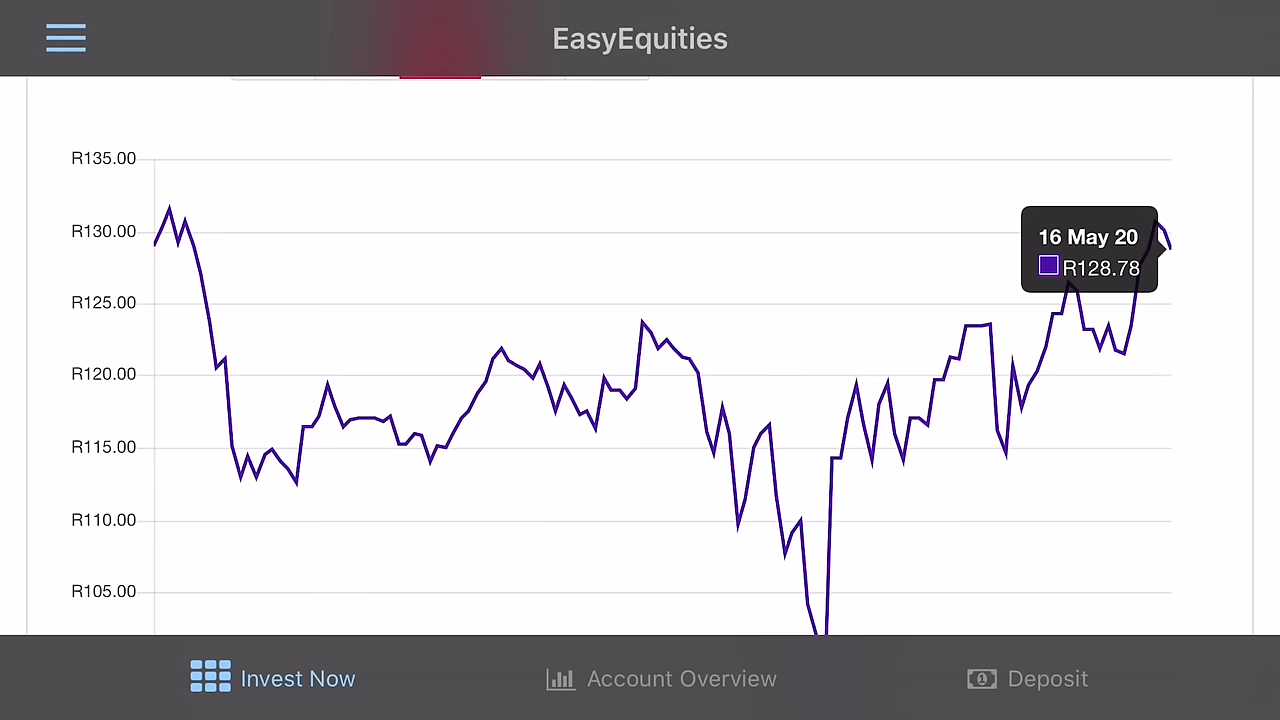 EasyEquities
R135.00
R130.00
16 May 20
R128.78
R125.00
R120.00
R115.00
R110.00
R105.00
Invest Now
Account Overview
Deposit